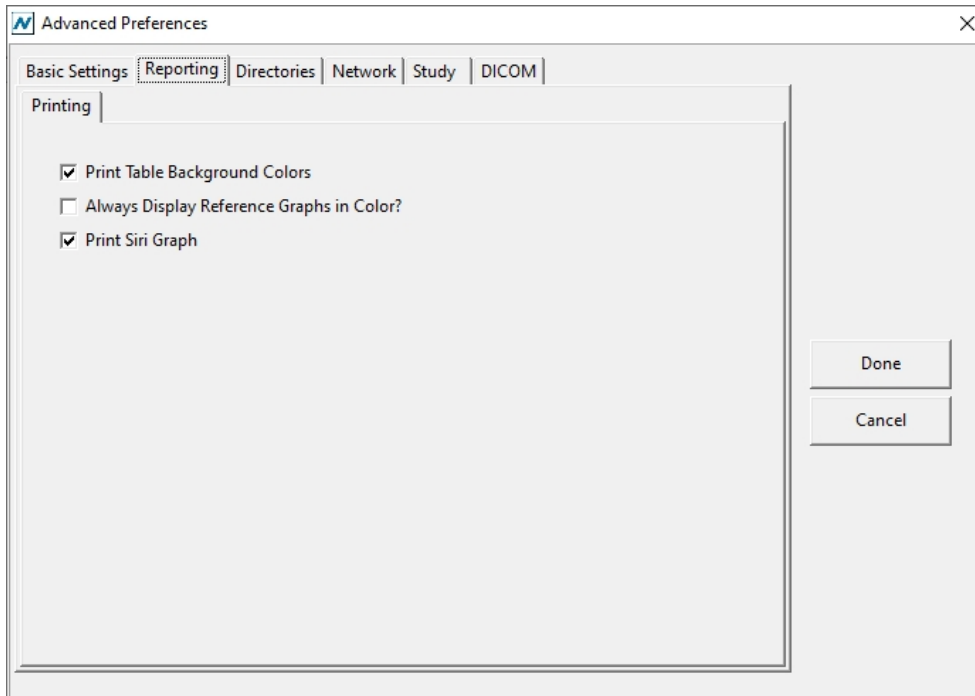 Advanced Preferences
Basic Settings Reporting Directories Network Study DICOM
Printing
Print Table Background Colors
Always Display Reference Graphs in Color?
Print Siri Graph
Done
Cancel